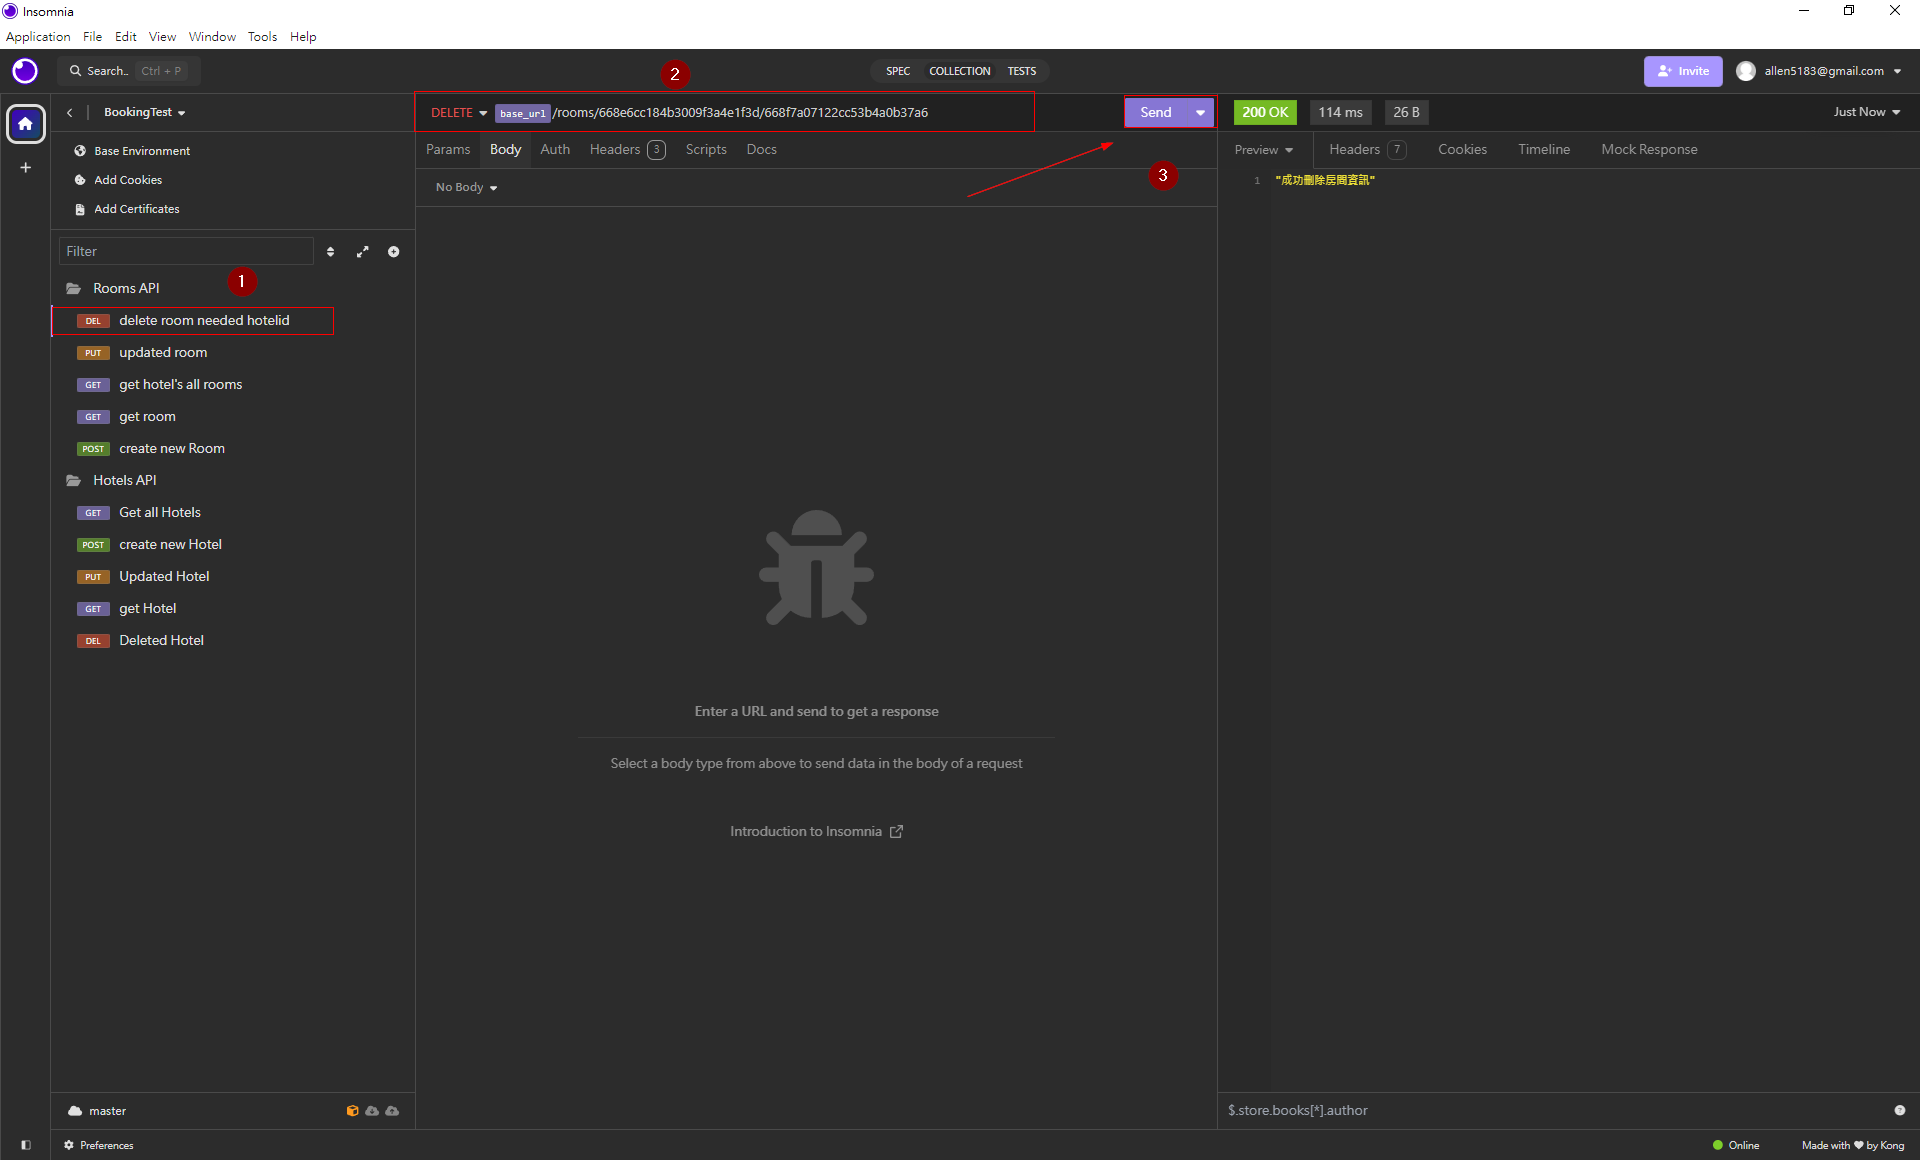 Insomnia
Application File Edit View Window Tools Help
Search.. Ctrl + P
2
SPEC COLLECTION TESTS
Invite
allen5183@gmail.com
BookingTest
Base Environment
Add Cookies
Add Certificates
Filter
1
Rooms API
DEL delete room needed hotelid
PUT updated room
GET get hotel's all rooms
GET get room
POST create new Room
Hotels API
GET Get all Hotels
POST create new Hotel
PUT Updated Hotel
GET get Hotel
DEL Deleted Hotel
master
DELETE base_url /rooms/668e6cc184b3009f3a4e1f3d/668f7a07122cc53b4a0b37a6
Send
Params Body Auth Headers 3 Scripts Docs
3
No Body
Enter a URL and send to get a response
Select a body type from above to send data in the body of a request
Introduction to Insomnia
200 OK 114 ms 26 B Just Now
Preview Headers 7 Cookies Timeline Mock Response
1 "成功刪除房間資訊"
$.store.books[*].author
Preferences
Online
Made with ♥ by Kong